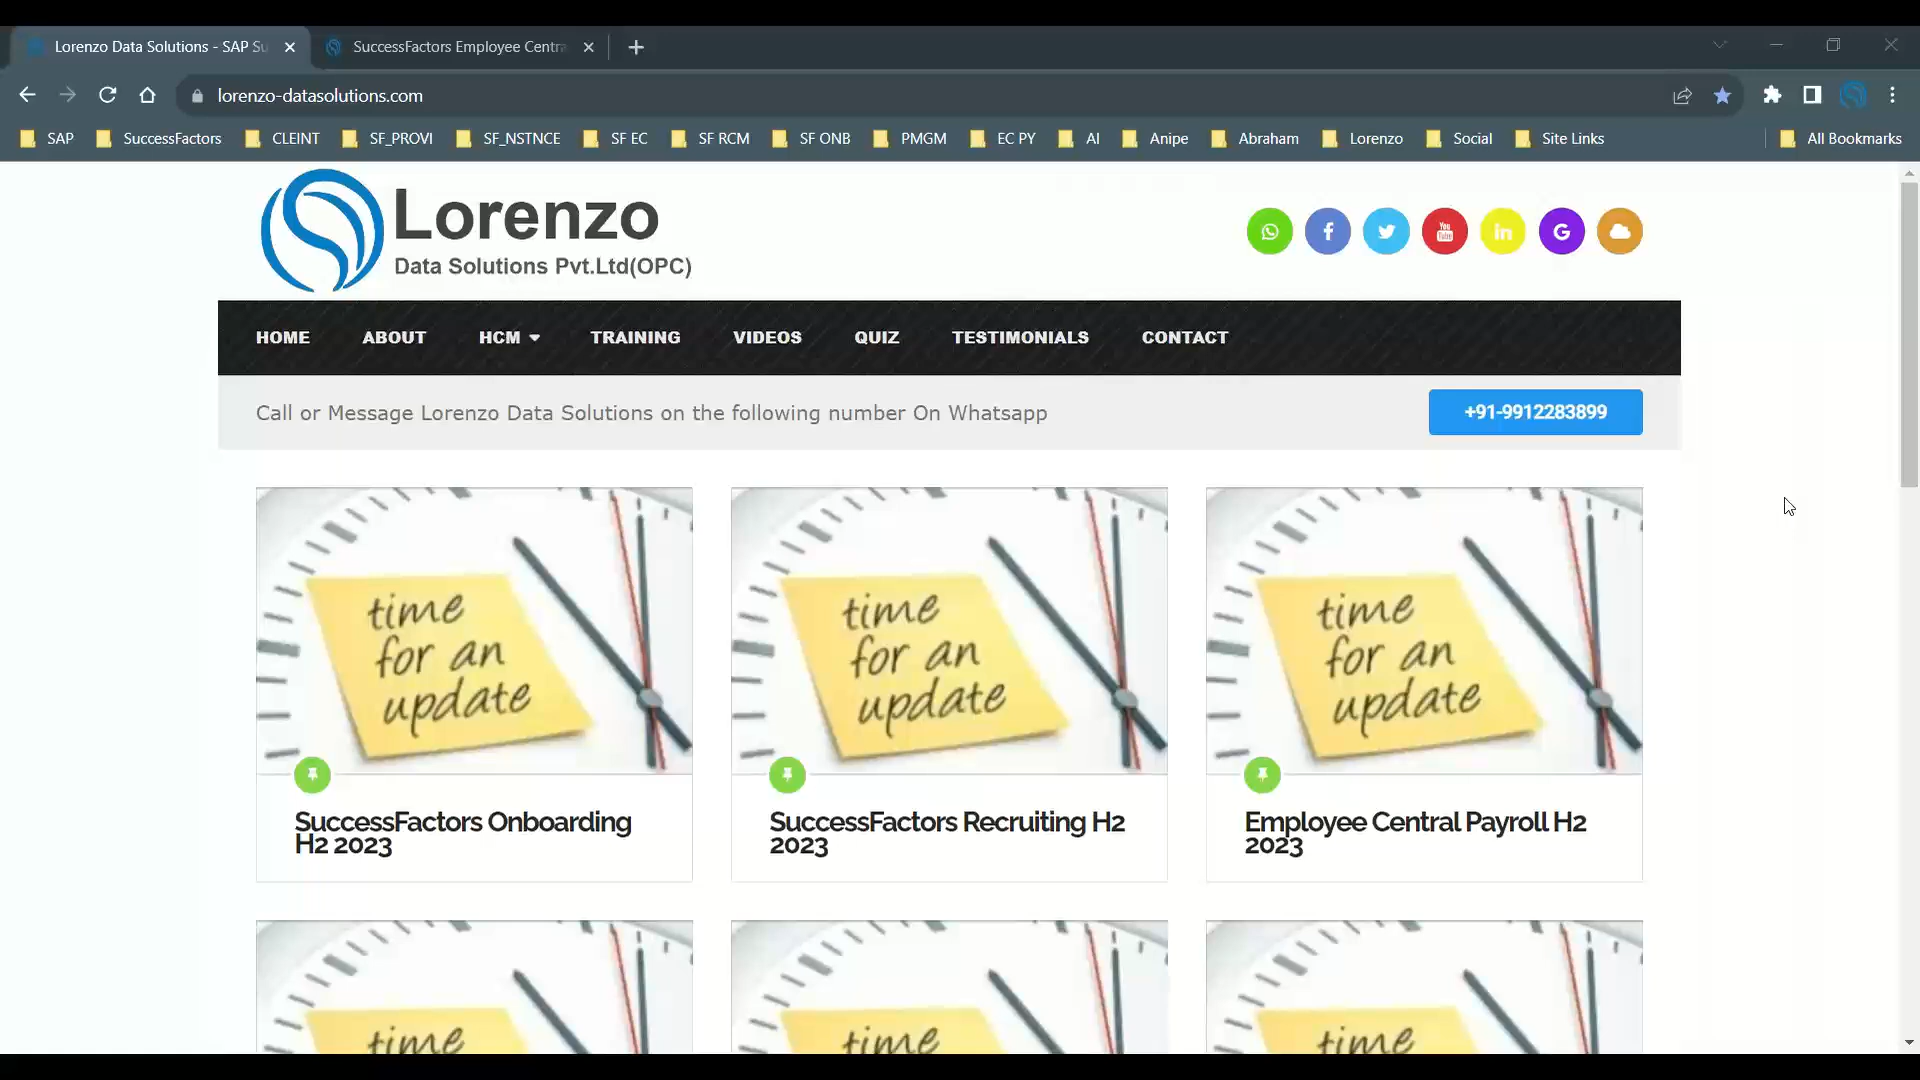 Lorenzo Data Solutions - SAP Su
SuccessFactors Employee Centra
lorenzo-datasolutions.com
SAP
SuccessFactors
CLEINT
SF_PROVI
SF_NSTNCE
SF EC
SF RCM
SF ONB
PMGM
EC PY
AI
Anipe
Abraham
Lorenzo
Social
Site Links
All Bookmarks
Lorenzo
Data Solutions Pvt.Ltd(OPC)
You
Tube
HOME
ABOUT
HCM
TRAINING
VIDEOS
QUIZ
TESTIMONIALS
CONTACT
Call or Message Lorenzo Data Solutions on the following number On Whatsapp
+91-9912283899
time
for an
update
time
for an
update
time
for an
update
SuccessFactors Onboarding
H2 2023
SuccessFactors Recruiting H2
2023
Employee Central Payroll H2
2023
time
time
time